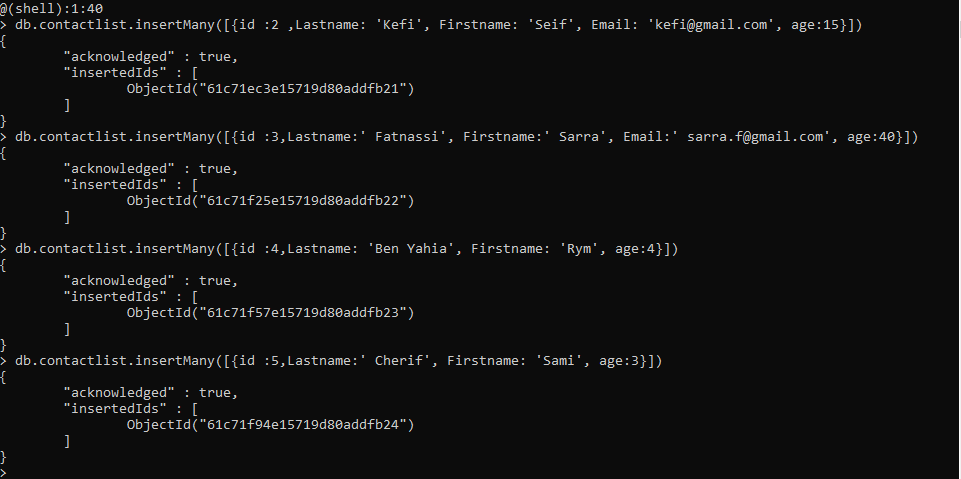 @(shell):1:40
> db.contactlist.insertMany([{id :2 ,Lastname: 'Kefi', Firstname: 'Seif', Email: 'kefi@gmail.com', age:15}])
{
        "acknowledged" : true,
        "insertedIds" : [
                ObjectId("61c71ec3e15719d80addfb21")
        ]
}
> db.contactlist.insertMany([{id :3,Lastname:' Fatnassi', Firstname:' Sarra', Email:' sarra.f@gmail.com', age:40}])
{
        "acknowledged" : true,
        "insertedIds" : [
                ObjectId("61c71f25e15719d80addfb22")
        ]
}
> db.contactlist.insertMany([{id :4,Lastname: 'Ben Yahia', Firstname: 'Rym', age:4}])
{
        "acknowledged" : true,
        "insertedIds" : [
                ObjectId("61c71f57e15719d80addfb23")
        ]
}
> db.contactlist.insertMany([{id :5,Lastname:' Cherif', Firstname: 'Sami', age:3}])
{
        "acknowledged" : true,
        "insertedIds" : [
                ObjectId("61c71f94e15719d80addfb24")
        ]
}
>